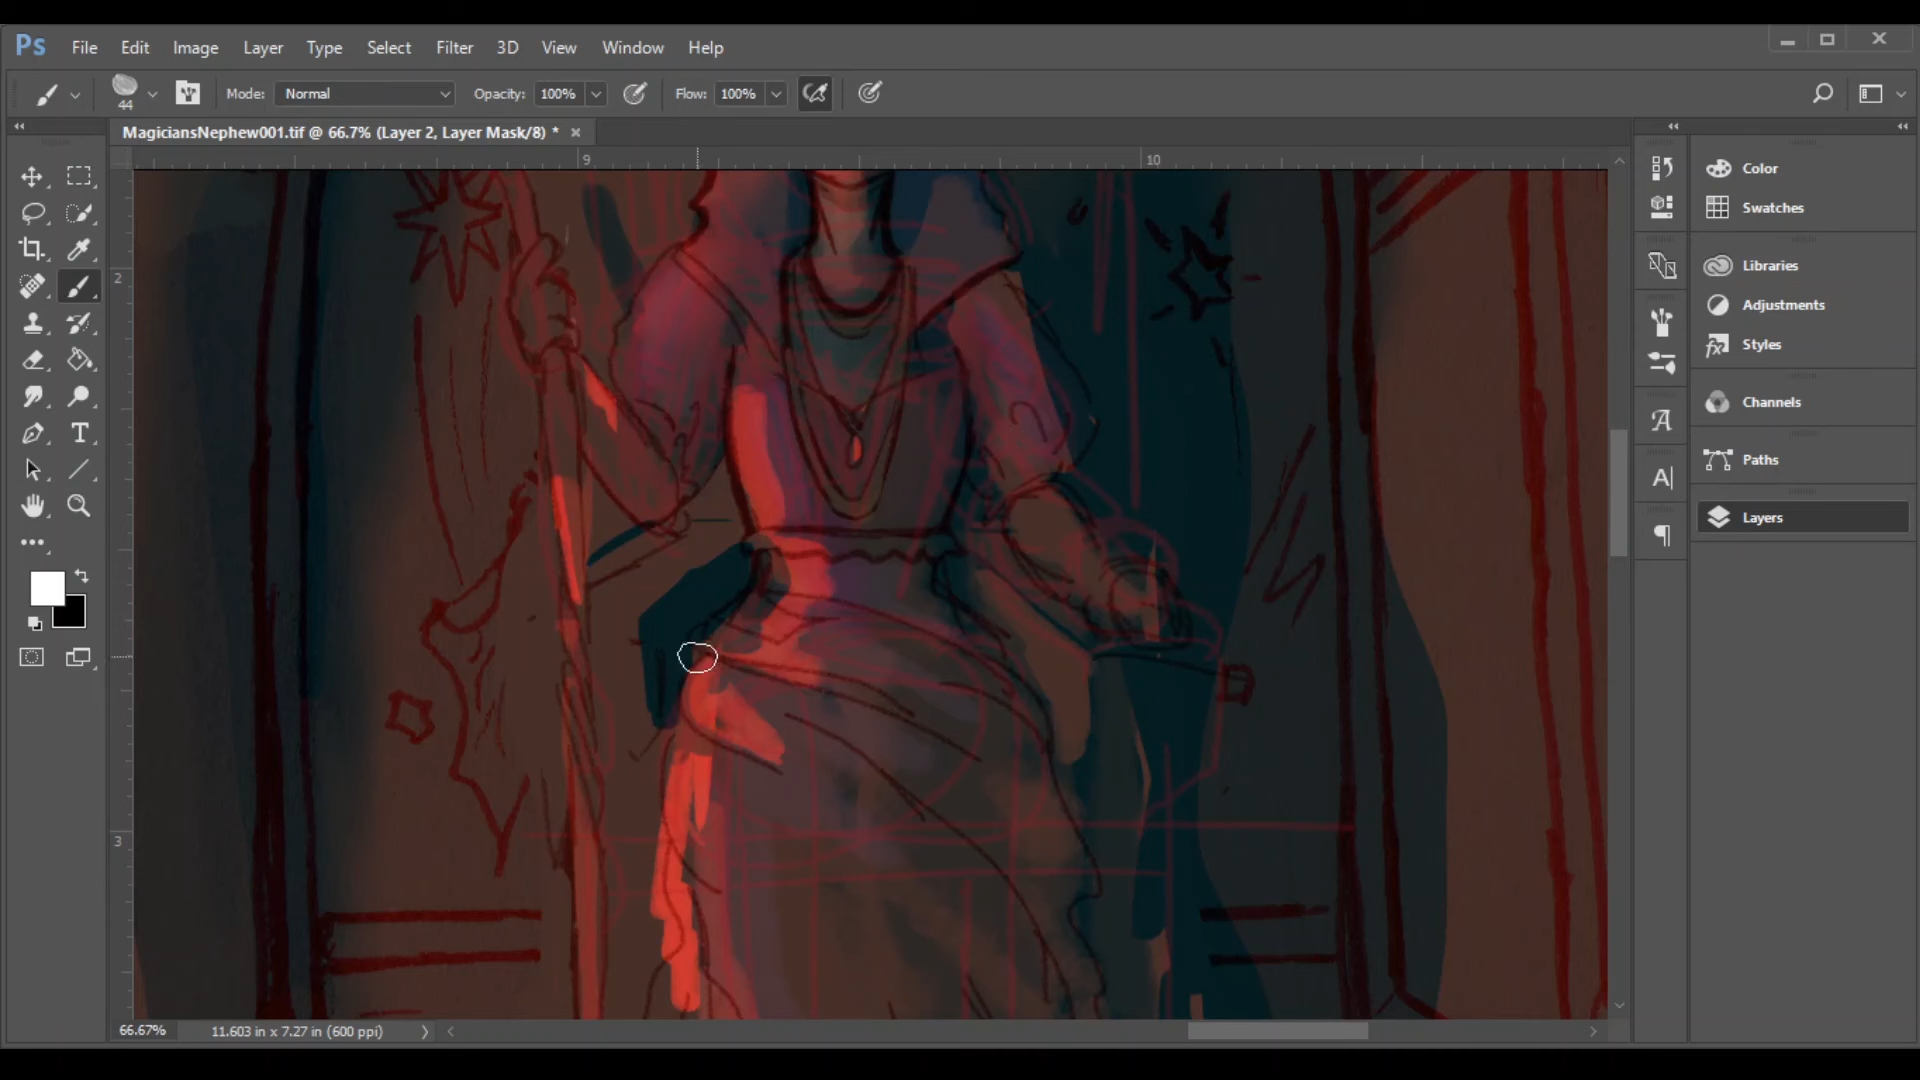 Ps File Edit Image Layer Type Select Filter 3D View Window Help
44 Mode: Normal Opacity: 100% Flow: 100%
MagiciansNephew001.tif @ 66.7% (Layer 2, Layer Mask/8) *
9 10
2
3
Color
Swatches
Libraries
Adjustments
Styles
Channels
Paths
Layers
66.67% 11.603 in x 7.27 in (600 ppi)